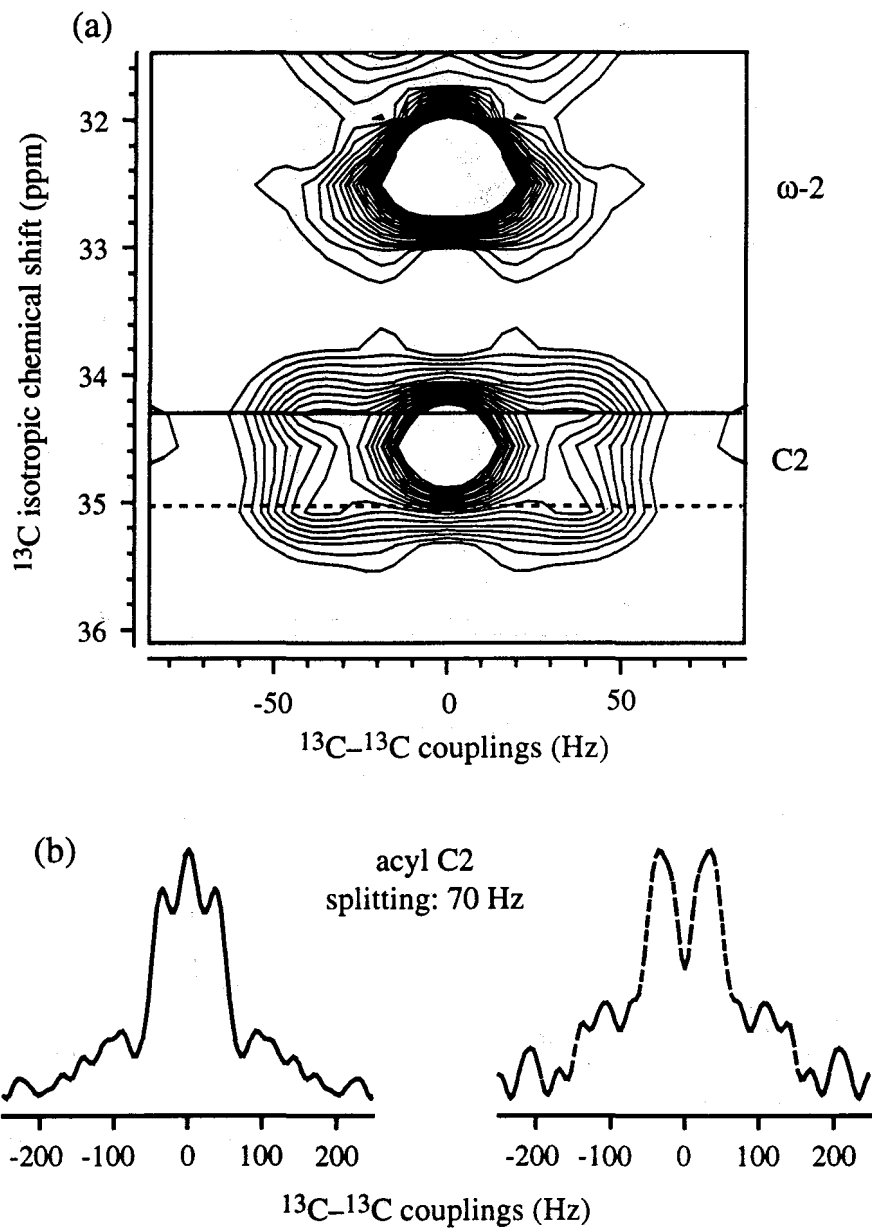 (a)
¹³C isotropic chemical shift (ppm)
32
33
34
35
36
ω-2
C2
-50 0 50
¹³C–¹³C couplings (Hz)
(b)
acyl C2
splitting: 70 Hz
-200 -100 0 100 200
-200 -100 0 100 200
¹³C–¹³C couplings (Hz)